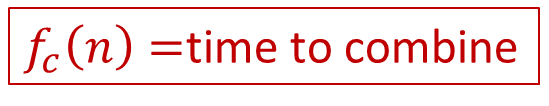 f_c(n) =time to combine